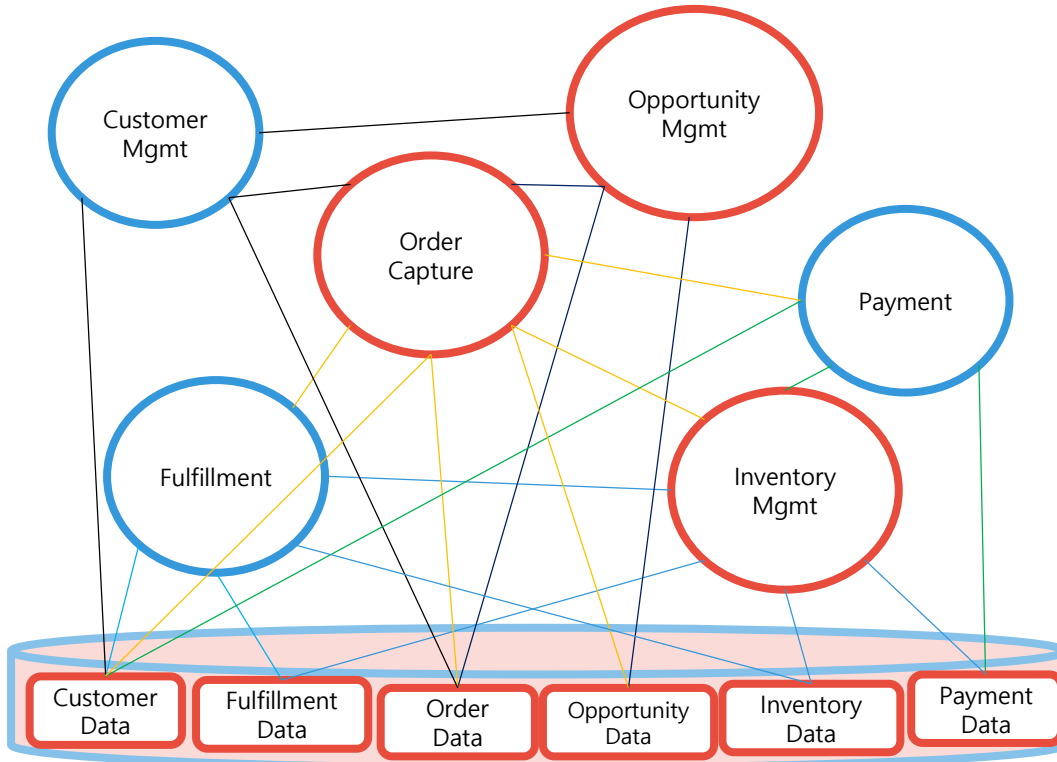 Customer
Mgmt
Opportunity
Mgmt
Order
Capture
Payment
Fulfillment
Inventory
Mgmt
Customer
Data
Fulfillment
Data
Order
Data
Opportunity
Data
Inventory
Data
Payment
Data